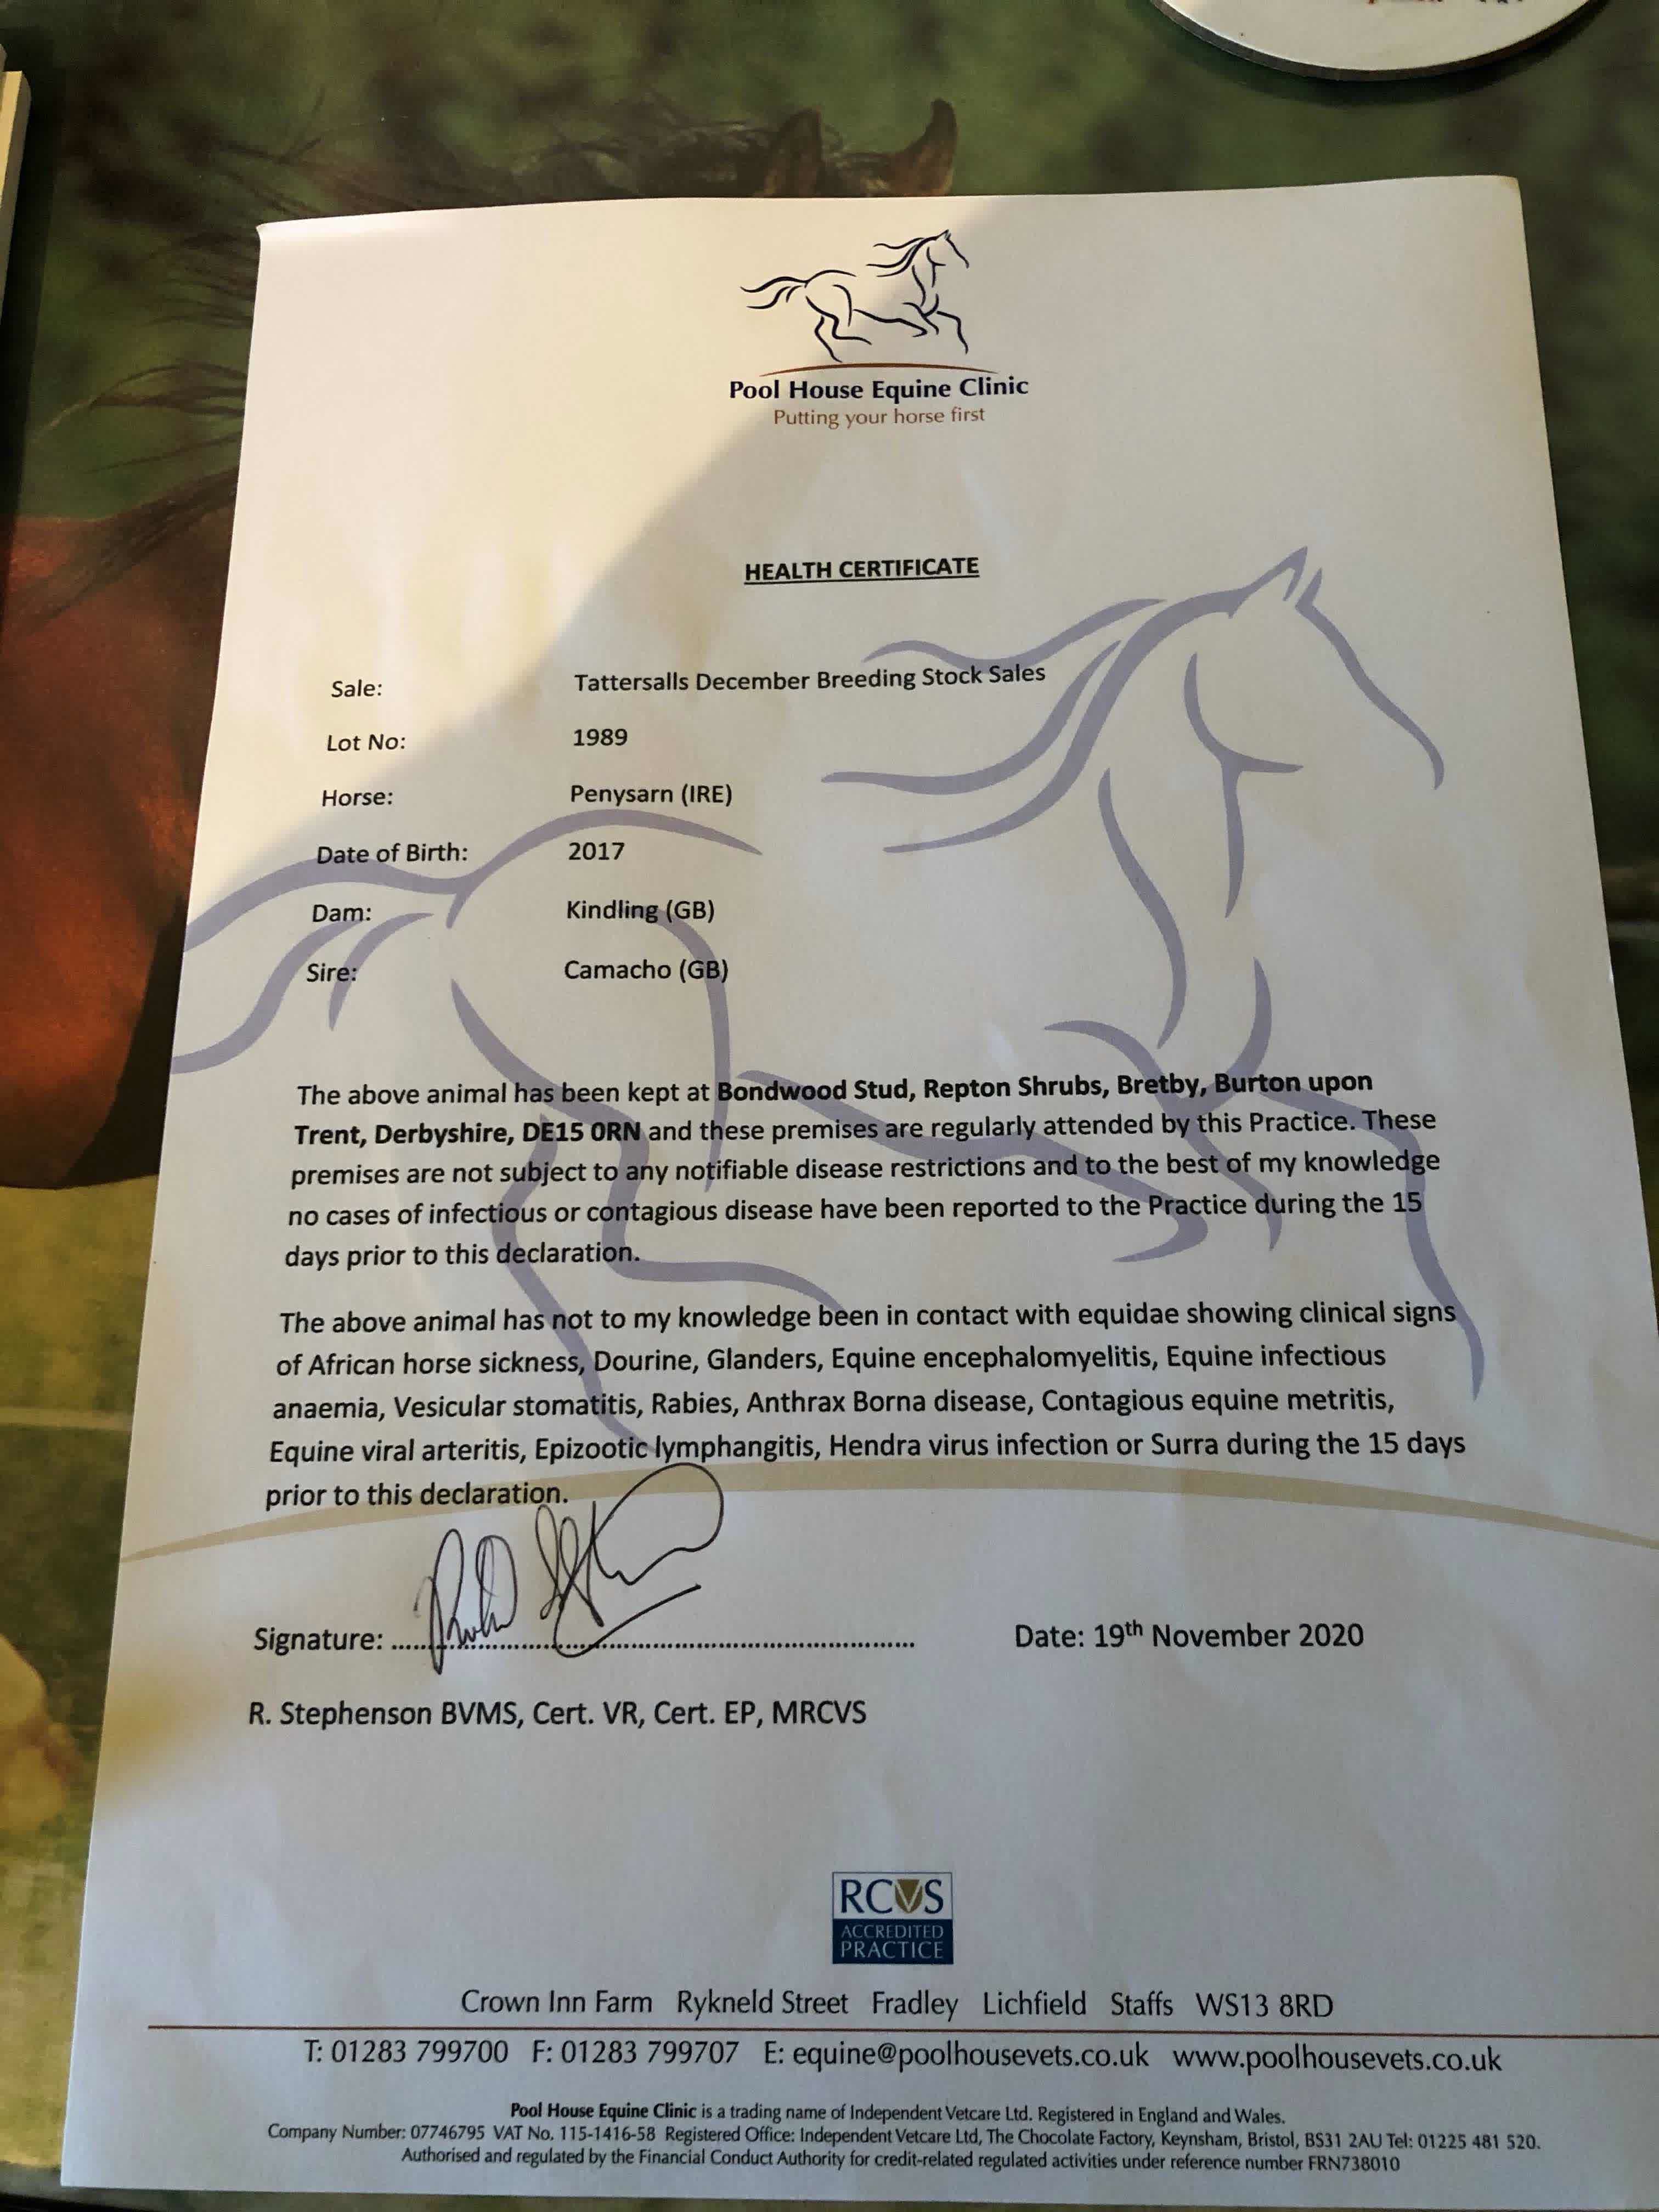 Pool House Equine Clinic
Putting your horse first
HEALTH CERTIFICATE
Sale: Tattersalls December Breeding Stock Sales
Lot No: 1989
Horse: Penysarn (IRE)
Date of Birth: 2017
Dam: Kindling (GB)
Sire: Camacho (GB)
The above animal has been kept at Bondwood Stud, Repton Shrubs, Bretby, Burton upon
Trent, Derbyshire, DE15 0RN and these premises are regularly attended by this Practice. These
premises are not subject to any notifiable disease restrictions and to the best of my knowledge
no cases of infectious or contagious disease have been reported to the Practice during the 15
days prior to this declaration.
The above animal has not to my knowledge been in contact with equidae showing clinical signs
of African horse sickness, Dourine, Glanders, Equine encephalomyelitis, Equine infectious
anaemia, Vesicular stomatitis, Rabies, Anthrax Borna disease, Contagious equine metritis,
Equine viral arteritis, Epizootic lymphangitis, Hendra virus infection or Surra during the 15 days
prior to this declaration.
Signature: ........................................ Date: 19th November 2020
R. Stephenson BVMS, Cert. VR, Cert. EP, MRCVS
RCVS
ACCREDITED
PRACTICE
Crown Inn Farm Rykneld Street Fradley Lichfield Staffs WS13 8RD
T: 01283 799700 F: 01283 799707 E: equine@poolhousevets.co.uk www.poolhousevets.co.uk
Pool House Equine Clinic is a trading name of Independent Vetcare Ltd. Registered in England and Wales.
Company Number: 07746795 VAT No. 115-1416-58 Registered Office: Independent Vetcare Ltd, The Chocolate Factory, Keynsham, Bristol, BS31 2AU Tel: 01225 481 520.
Authorised and regulated by the Financial Conduct Authority for credit-related regulated activities under reference number FRN738010